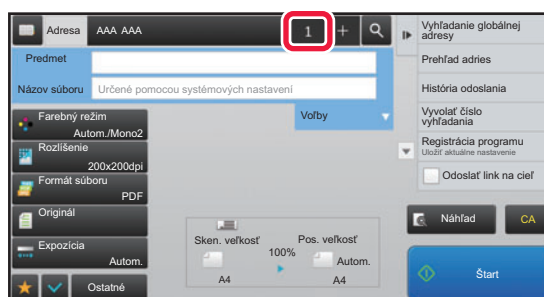 Adresa AAA AAA 1 +
Predmet
Názov súboru Určené pomocou systémových nastavení
Voľby
Farebný režim
Autom./Mono2
Rozlíšenie
200x200dpi
Formát súboru
PDF
Originál
Expozícia
Autom.
Ostatné
Sken. veľkosť
A4
100%
Pos. veľkosť
Autom.
A4
Vyhľadanie globálnej
adresy
Prehľad adries
História odoslania
Vyvolať číslo
vyhľadania
Registrácia programu
Uložiť aktuálne nastavenie
Odoslať link na cieľ
Náhľad CA
Štart